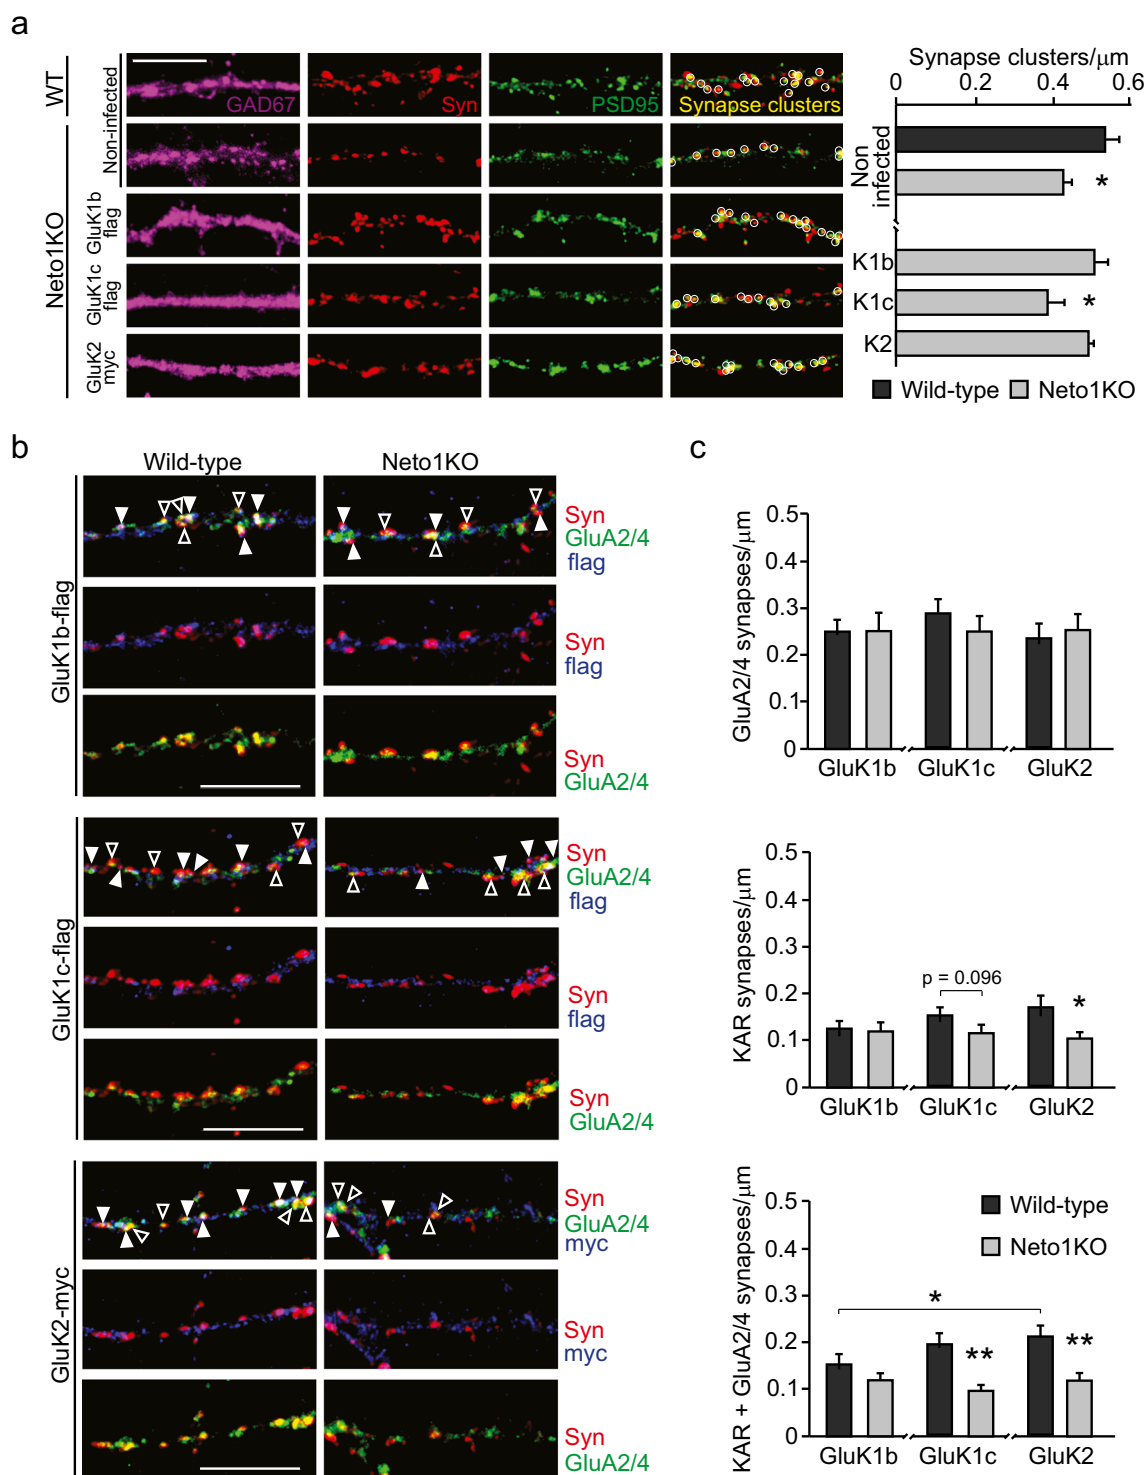 a
WT
Neto1KO
Non-infected
GluK1b
flag
GluK1c
flag
GluK2
myc
GAD67
Syn
PSD95
Synapse clusters
Synapse clusters/μm
0 0.2 0.4 0.6
Non
infected
*
K1b
K1c
*
K2
Wild-type Neto1KO
b
Wild-type Neto1KO
GluK1b-flag
Syn
GluA2/4
flag
Syn
flag
Syn
GluA2/4
GluK1c-flag
Syn
GluA2/4
flag
Syn
flag
Syn
GluA2/4
GluK2-myc
Syn
GluA2/4
myc
Syn
myc
Syn
GluA2/4
c
GluA2/4 synapses/μm
0.5
0.4
0.3
0.2
0.1
0
GluK1b GluK1c GluK2
KAR synapses/μm
0.5
0.4
0.3
0.2
0.1
0
p = 0.096
*
GluK1b GluK1c GluK2
KAR + GluA2/4 synapses/μm
0.5
0.4
0.3
0.2
0.1
0
Wild-type
Neto1KO
*
**
**
GluK1b GluK1c GluK2